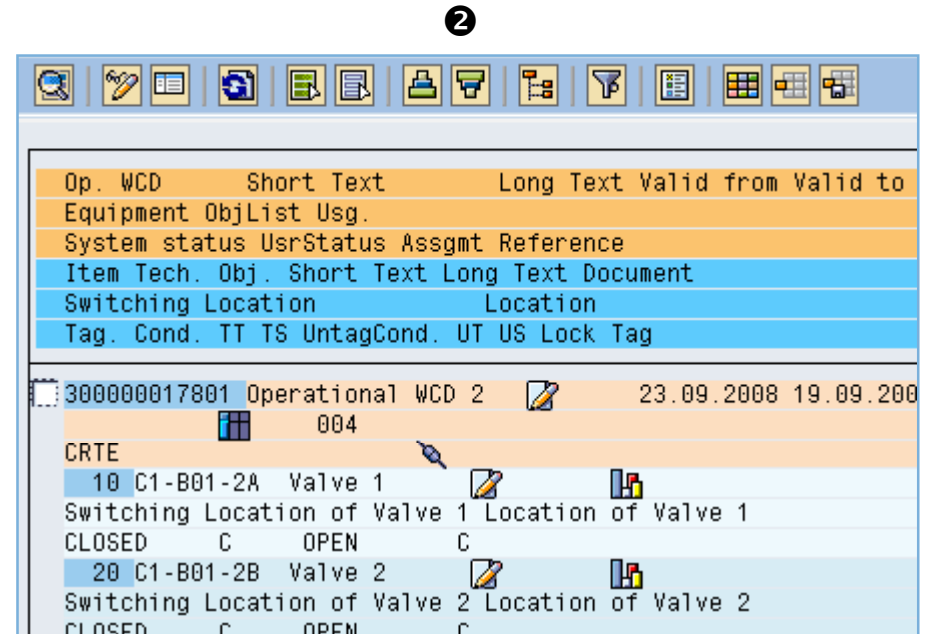 2
Op. WCD Short Text Long Text Valid from Valid to
Equipment ObjList Usg.
System status UsrStatus Assgmt Reference
Item Tech. Obj. Short Text Long Text Document
Switching Location Location
Tag. Cond. TT TS UntagCond. UT US Lock Tag
300000017801 Operational WCD 2 23.09.2008 19.09.200
004
CRTE
10 C1-B01-2A Valve 1
Switching Location of Valve 1 Location of Valve 1
CLOSED C OPEN C
20 C1-B01-2B Valve 2
Switching Location of Valve 2 Location of Valve 2
CLOSED C OPEN C